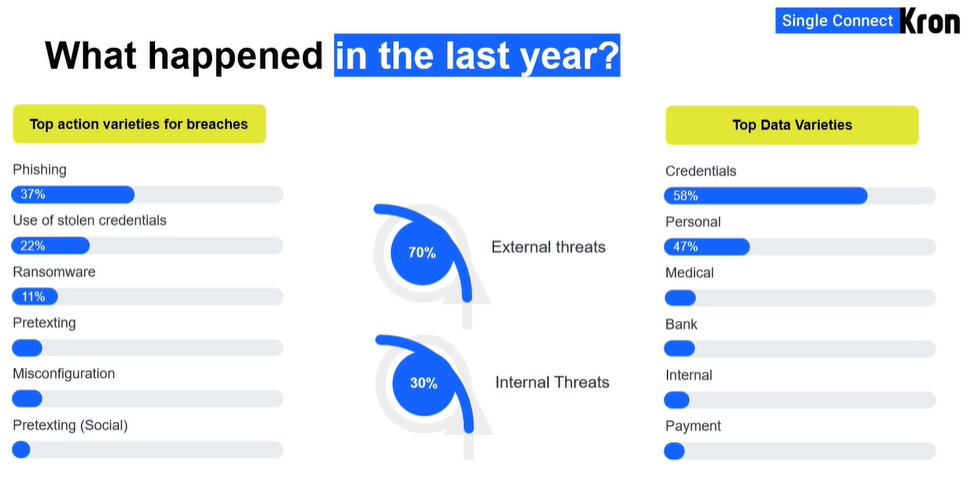 Single Connect Kron
What happened in the last year?
Top action varieties for breaches
Phishing
37%
Use of stolen credentials
22%
Ransomware
11%
Pretexting
Misconfiguration
Pretexting (Social)
70%
External threats
30%
Internal Threats
Top Data Varieties
Credentials
58%
Personal
47%
Medical
Bank
Internal
Payment